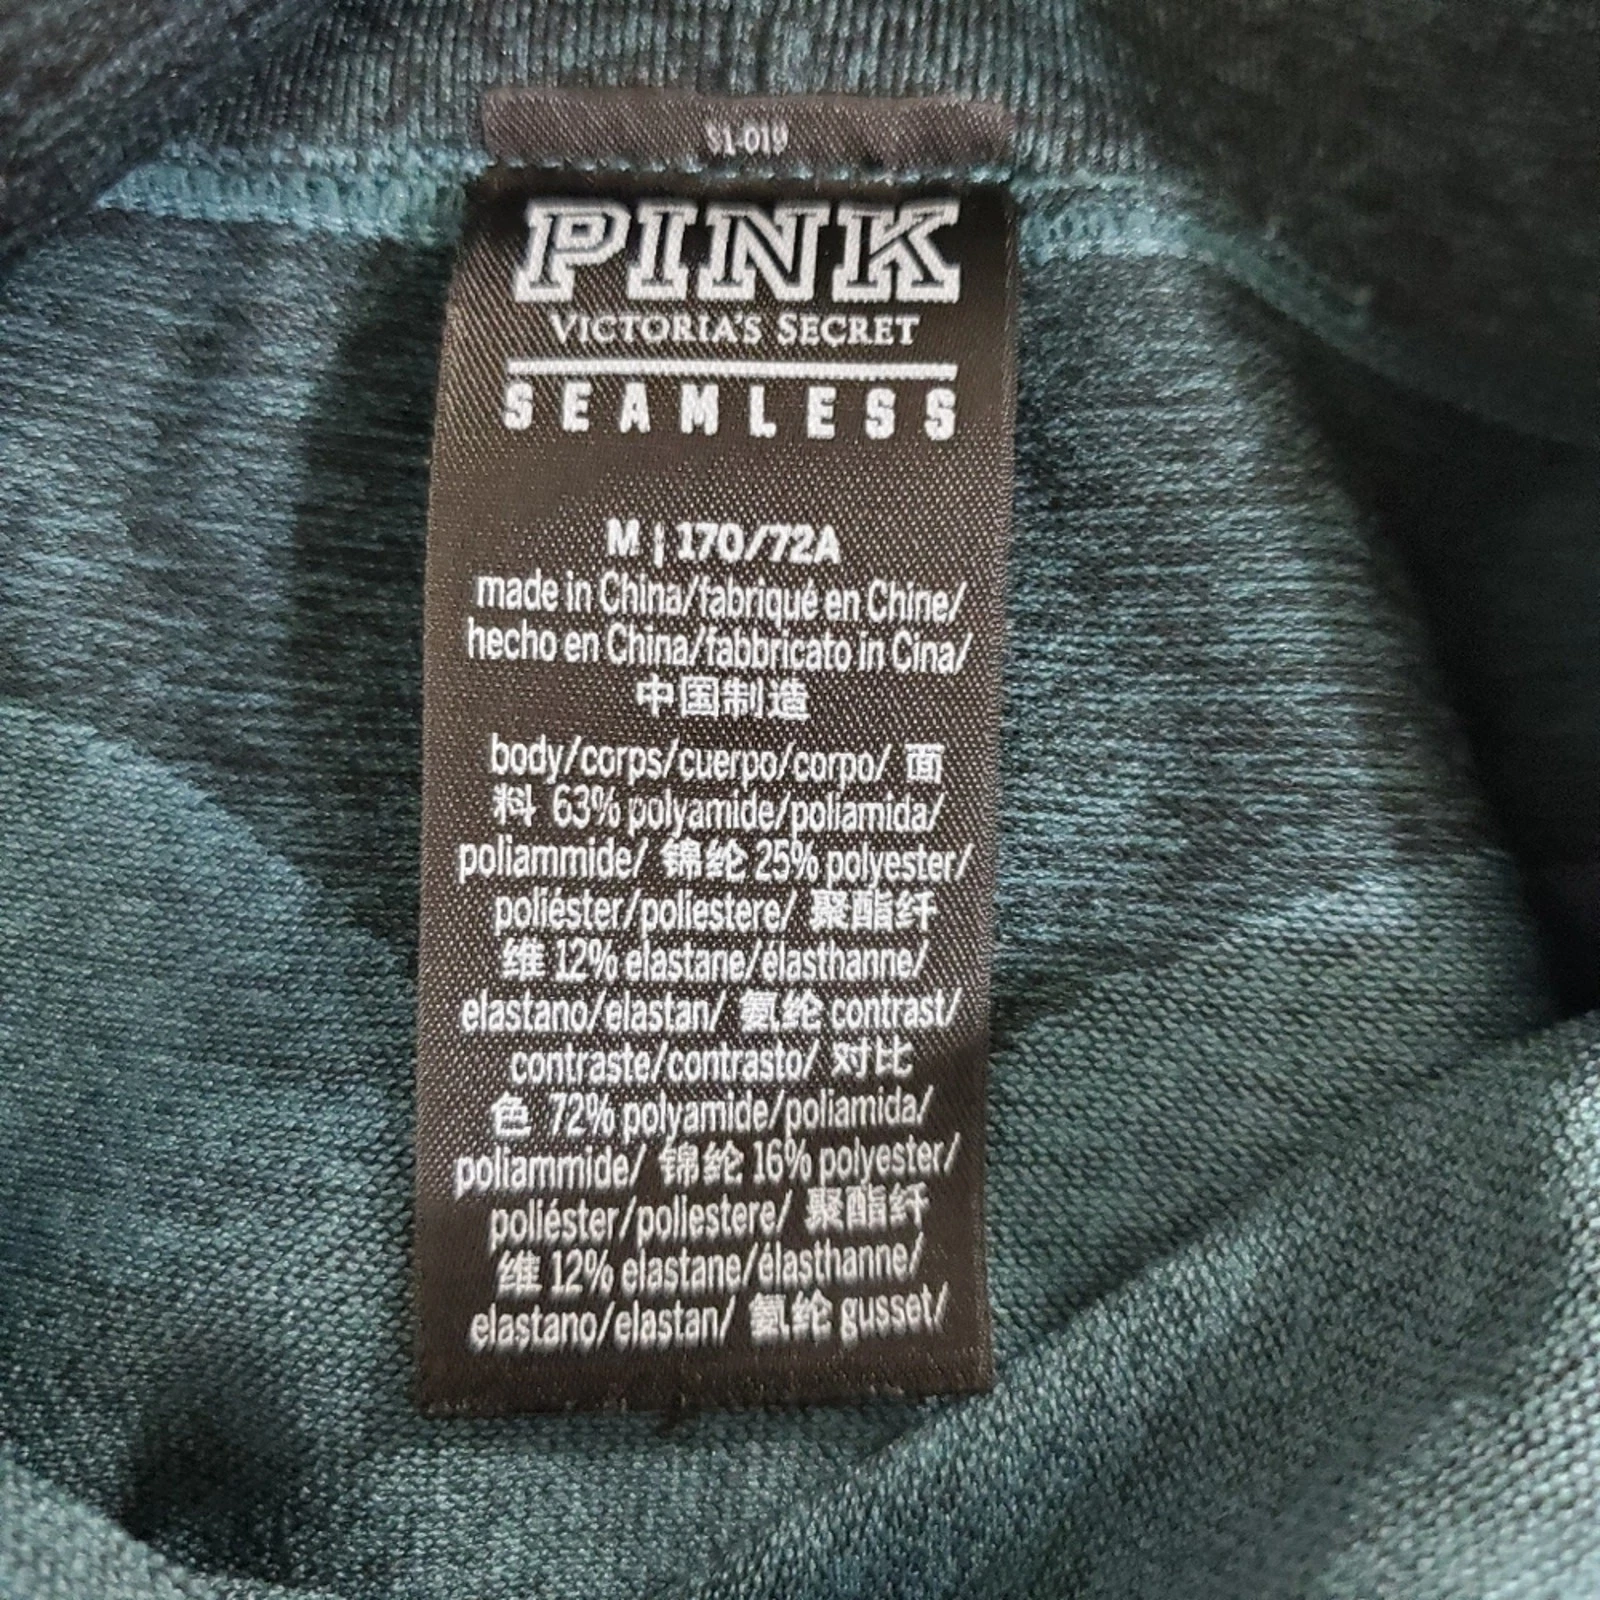 S1-019
PINK
VICTORIA'S SECRET
SEAMLESS
M | 170/72A
made in China/fabriqué en Chine/
hecho en China/fabbricato in Cina/
中国制造
body/corps/cuerpo/corpo/ 面
料 63% polyamide/poliamida/
poliammide/ 锦纶 25% polyester/
poliéster/poliestere/ 聚酯纤
维 12% elastane/élasthanne/
elastano/elastan/ 氨纶 contrast/
contraste/contrasto/ 对比
色 72% polyamide/poliamida/
poliammide/ 锦纶 16% polyester/
poliéster/poliestere/ 聚酯纤
维 12% elastane/élasthanne/
elastano/elastan/ 氨纶 gusset/